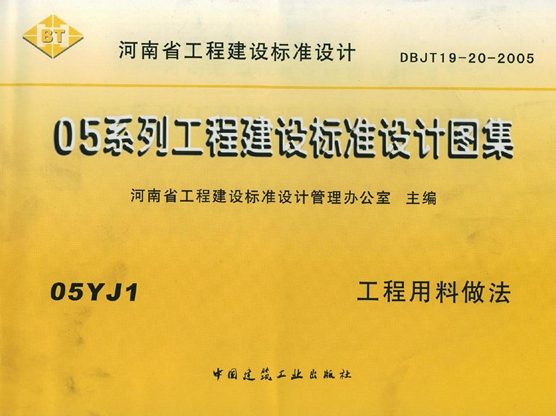 BT
河南省工程建设标准设计 DBJT19-20-2005
05系列工程建设标准设计图集
河南省工程建设标准设计管理办公室 主编
05YJ1 工程用料做法
中国建筑工业出版社